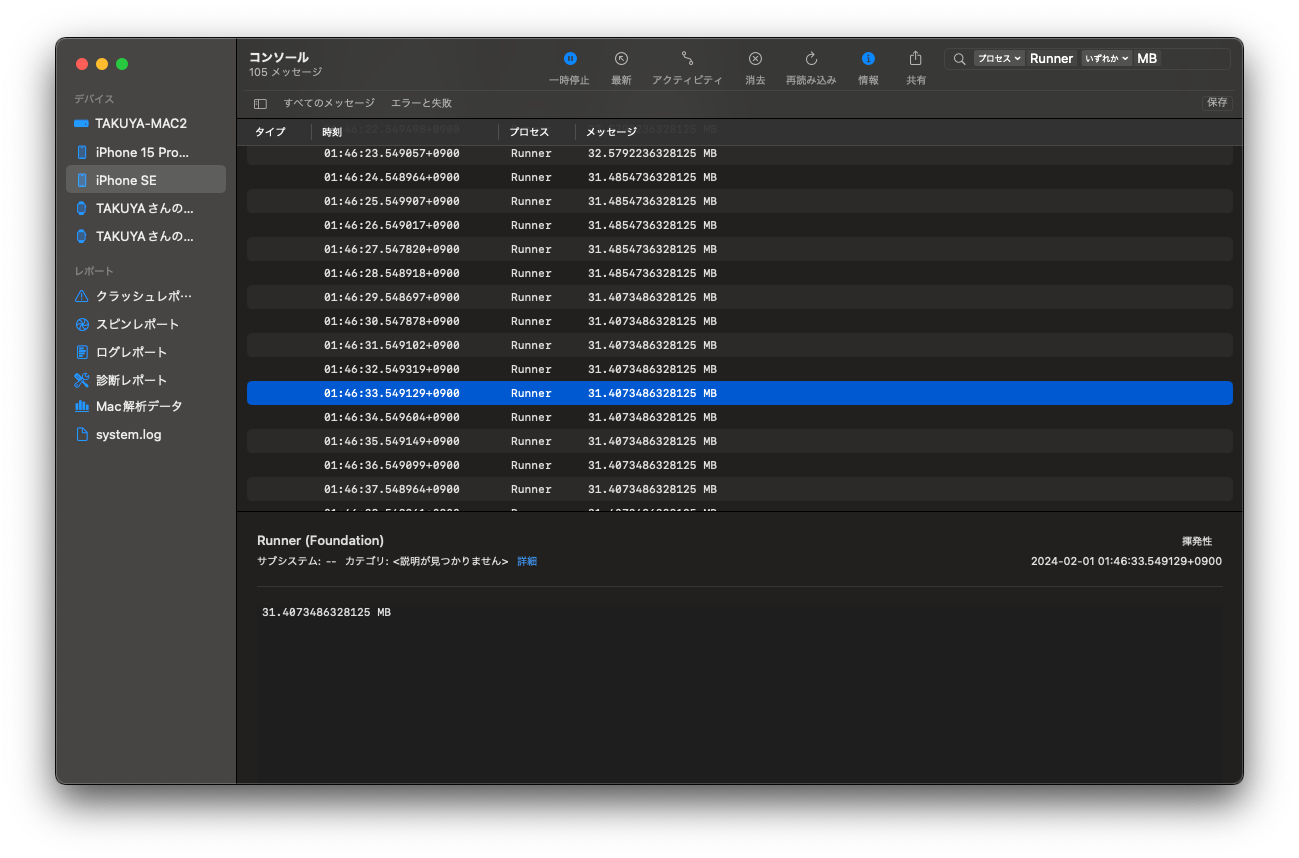 コンソール
105 メッセージ
一時停止
最新
アクティビティ
消去
再読み込み
情報
共有
プロセス Runner いずれか MB
すべてのメッセージ エラーと失敗 保存
デバイス
TAKUYA-MAC2
iPhone 15 Pro...
iPhone SE
TAKUYAさんの...
TAKUYAさんの...
レポート
クラッシュレポ…
スピンレポート
ログレポート
診断レポート
Mac解析データ
system.log
タイプ 時刻 プロセス メッセージ
01:46:23.549057+0900 Runner 32.5792236328125 MB
01:46:24.548964+0900 Runner 31.4854736328125 MB
01:46:25.549907+0900 Runner 31.4854736328125 MB
01:46:26.549017+0900 Runner 31.4854736328125 MB
01:46:27.547820+0900 Runner 31.4854736328125 MB
01:46:28.548918+0900 Runner 31.4854736328125 MB
01:46:29.548697+0900 Runner 31.4073486328125 MB
01:46:30.547878+0900 Runner 31.4073486328125 MB
01:46:31.549102+0900 Runner 31.4073486328125 MB
01:46:32.549319+0900 Runner 31.4073486328125 MB
01:46:33.549129+0900 Runner 31.4073486328125 MB
01:46:34.549604+0900 Runner 31.4073486328125 MB
01:46:35.549149+0900 Runner 31.4073486328125 MB
01:46:36.549099+0900 Runner 31.4073486328125 MB
01:46:37.548964+0900 Runner 31.4073486328125 MB
Runner (Foundation) 揮発性
サブシステム: -- カテゴリ: <説明が見つかりません> 詳細 2024-02-01 01:46:33.549129+0900
31.4073486328125 MB